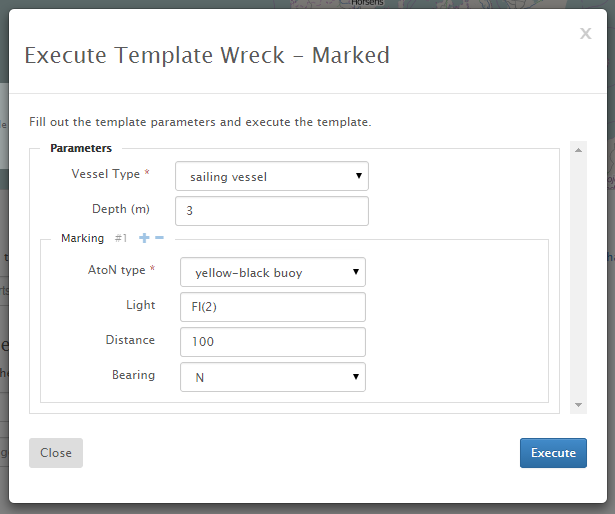 Horsens
X
Execute Template Wreck – Marked
Fill out the template parameters and execute the template.
Parameters
Vessel Type * sailing vessel
Depth (m) 3
Marking #1 + −
AtoN type * yellow-black buoy
Light Fl(2)
Distance 100
Bearing N
Close Execute